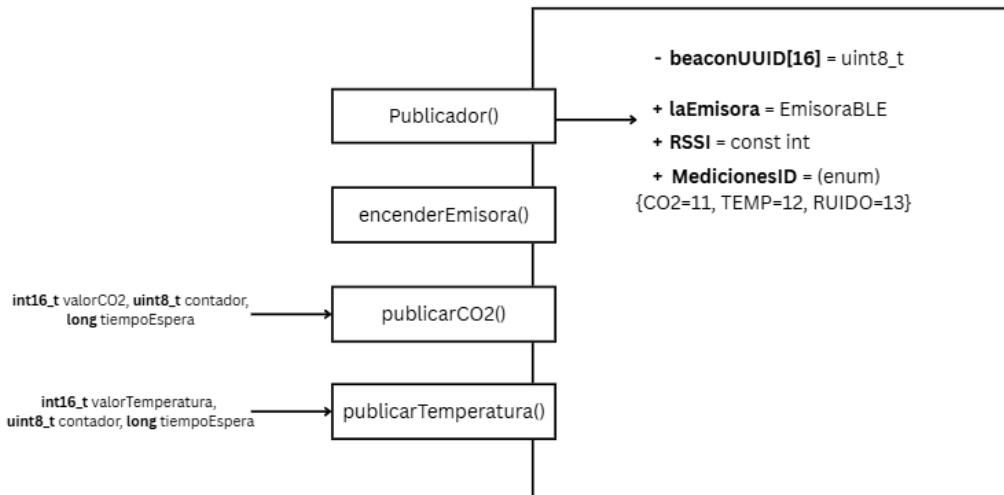 - beaconUUID[16] = uint8_t
Publicador()
+ laEmisora = EmisoraBLE
+ RSSI = const int
+ MedicionesID = (enum)
{CO2=11, TEMP=12, RUIDO=13}
encenderEmisora()
int16_t valorCO2, uint8_t contador,
long tiempoEspera
publicarCO2()
int16_t valorTemperatura,
uint8_t contador, long tiempoEspera
publicarTemperatura()